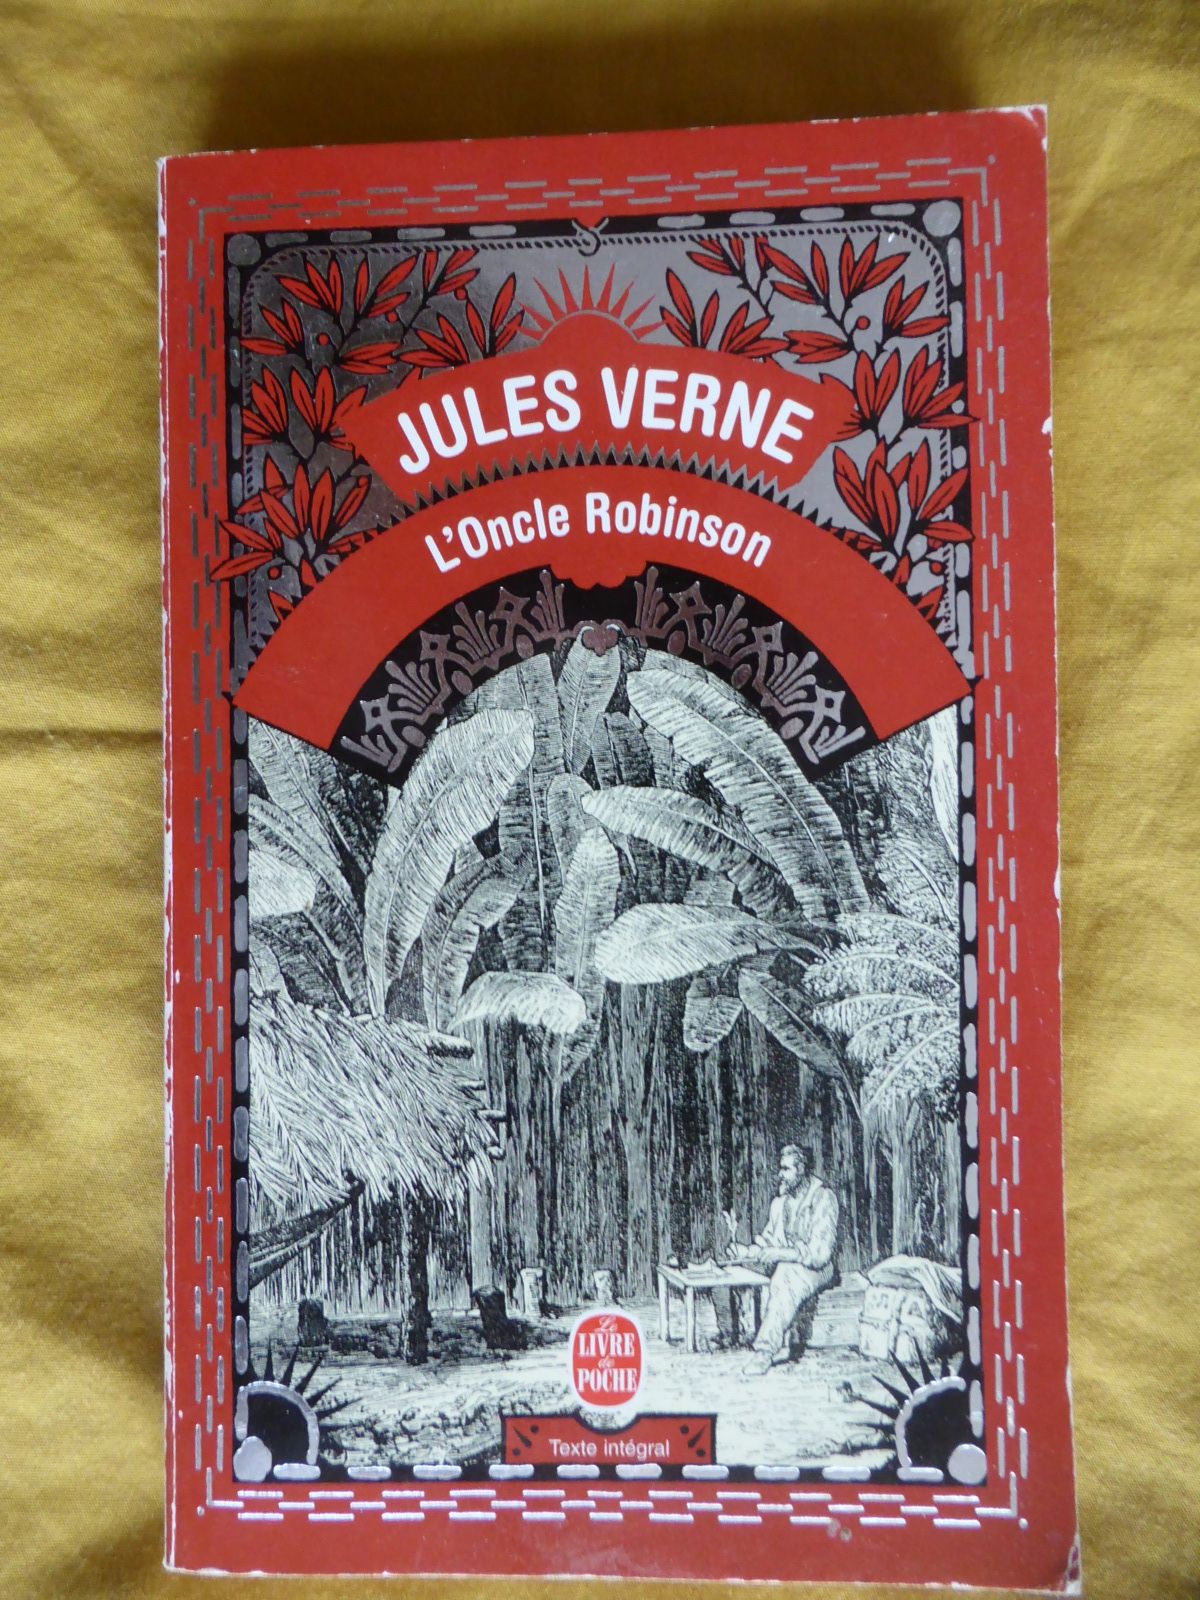 JULES VERNE
L'Oncle Robinson
Le
LIVRE
de
POCHE
Texte intégral